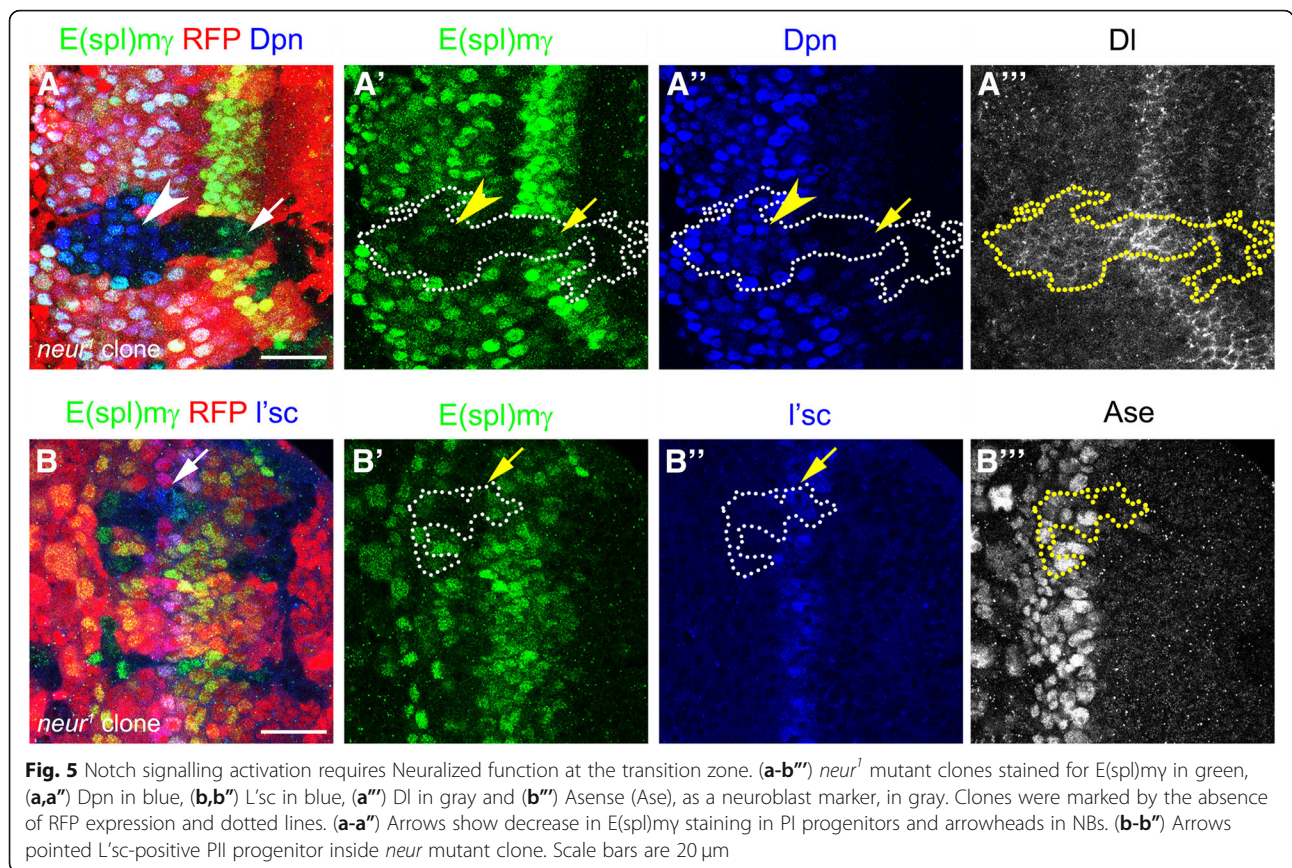 E(spl)mγ RFP Dpn
E(spl)mγ
Dpn
Dl
A
A'
A''
A'''
neur¹ clone
E(spl)mγ RFP l'sc
E(spl)mγ
l'sc
Ase
B
B'
B''
B'''
neur¹ clone
Fig. 5 Notch signalling activation requires Neuralized function at the transition zone. (a-b"') neur¹ mutant clones stained for E(spl)mγ in green,
(a,a") Dpn in blue, (b,b") L'sc in blue, (a"') Dl in gray and (b"') Asense (Ase), as a neuroblast marker, in gray. Clones were marked by the absence
of RFP expression and dotted lines. (a-a") Arrows show decrease in E(spl)mγ staining in PI progenitors and arrowheads in NBs. (b-b") Arrows
pointed L'sc-positive PII progenitor inside neur mutant clone. Scale bars are 20 μm